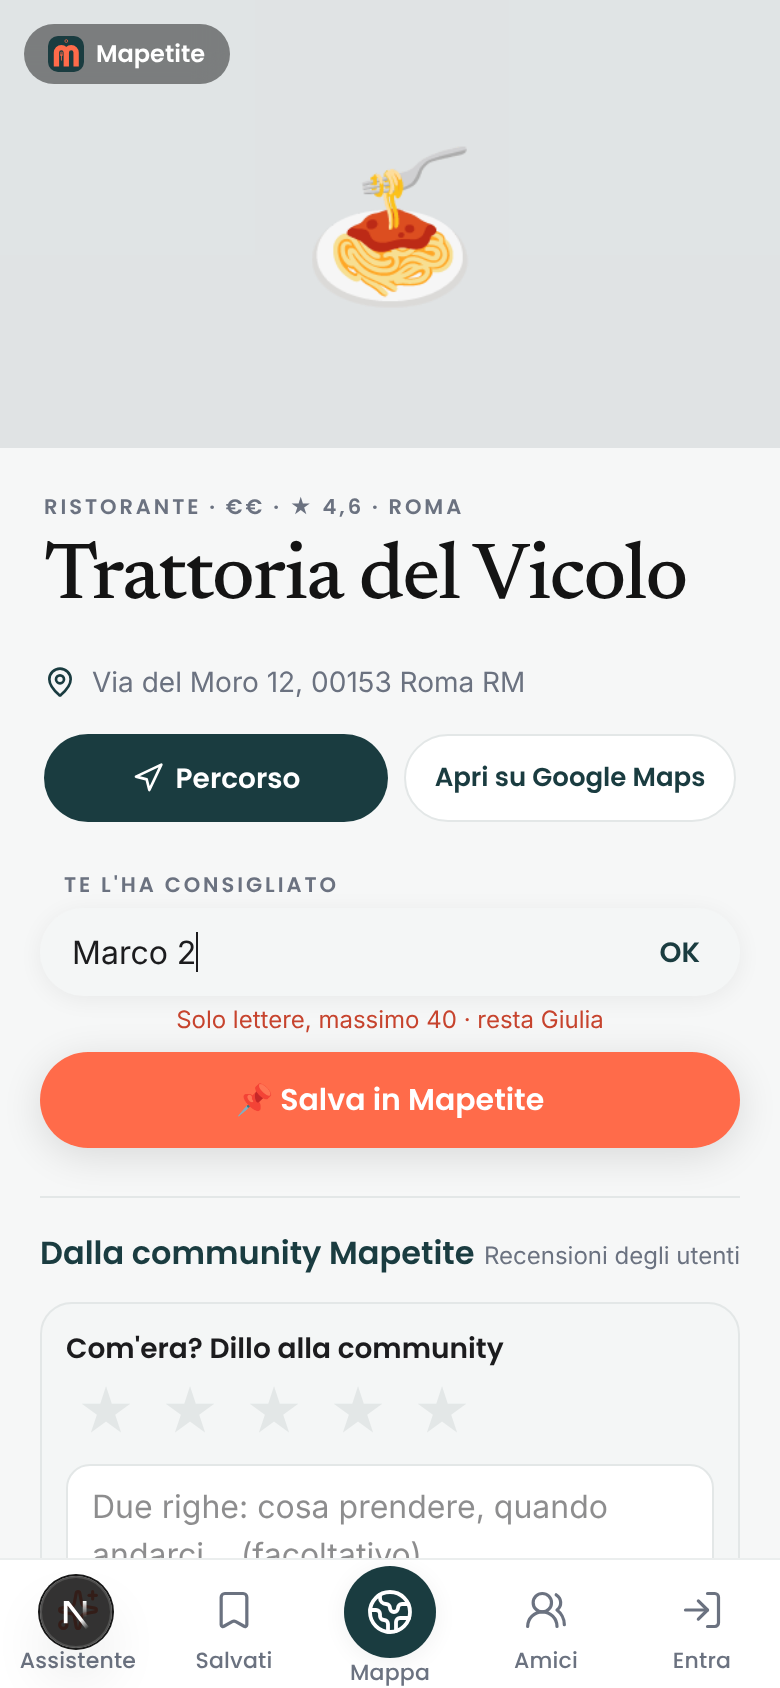 Mapetite
RISTORANTE · €€ · ★ 4,6 · ROMA
Trattoria del Vicolo
Via del Moro 12, 00153 Roma RM
Percorso
Apri su Google Maps
TE L'HA CONSIGLIATO
Marco 2
OK
Solo lettere, massimo 40 · resta Giulia
📌 Salva in Mapetite
Dalla community Mapetite
Recensioni degli utenti
Com'era? Dillo alla community
★ ★ ★ ★ ★
Due righe: cosa prendere, quando
andarci... (facoltativo)
N
Assistente
Salvati
Mappa
Amici
Entra